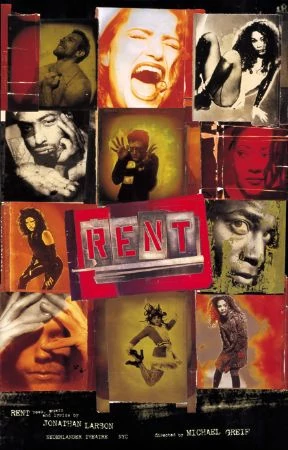 RENT
RENT book, music
and lyrics by
JONATHAN LARSON
NEDERLANDER THEATRE NYC
directed by MICHAEL GREIF